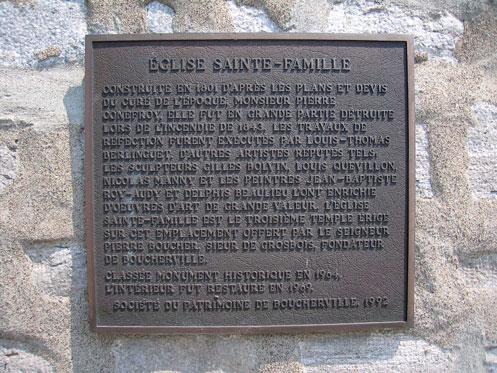 ÉGLISE SAINTE-FAMILLE
CONSTRUITE EN 1801 D'APRÈS LES PLANS ET DEVIS
DU CURÉ DE L'ÉPOQUE, MONSIEUR PIERRE
CONEFROY, ELLE FUT EN GRANDE PARTIE DÉTRUITE
LORS DE L'INCENDIE DE 1843. LES TRAVAUX DE
RÉFECTION FURENT EXÉCUTÉS PAR LOUIS-THOMAS
BERLINGUET. D'AUTRES ARTISTES RÉPUTÉS TELS,
LES SCULPTEURS GILLES BOLVIN, LOUIS QUEVILLON,
NICOLAS MANNY ET LES PEINTRES JEAN-BAPTISTE
ROY-AUDY ET DELPHIS BEAULIEU L'ONT ENRICHIE
D'OEUVRES D'ART DE GRANDE VALEUR. L'ÉGLISE
SAINTE-FAMILLE EST LE TROISIÈME TEMPLE ÉRIGÉ
SUR CET EMPLACEMENT OFFERT PAR LE SEIGNEUR
PIERRE BOUCHER, SIEUR DE GROSBOIS, FONDATEUR
DE BOUCHERVILLE.
CLASSÉE MONUMENT HISTORIQUE EN 1964,
L'INTÉRIEUR FUT RESTAURÉ EN 1969.
SOCIÉTÉ DU PATRIMOINE DE BOUCHERVILLE, 1992